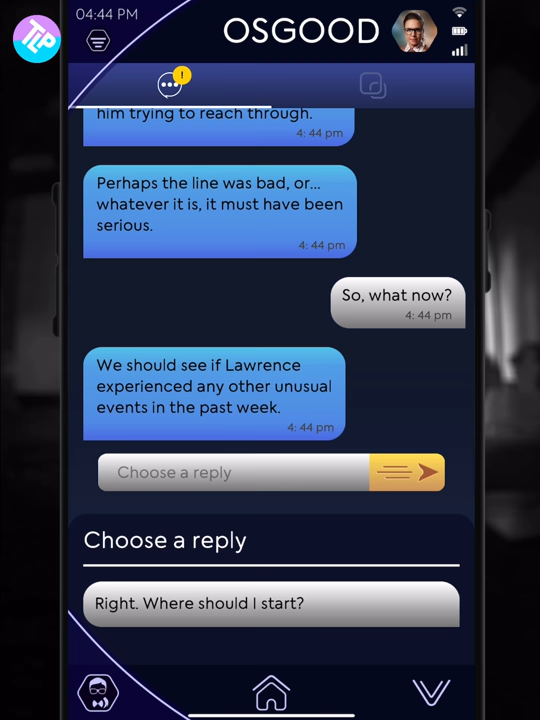 04:44 PM
OSGOOD
TLP
!
him trying to reach through.
4: 44 pm
Perhaps the line was bad, or...
whatever it is, it must have been
serious.
4: 44 pm
So, what now?
4: 44 pm
We should see if Lawrence
experienced any other unusual
events in the past week.
4: 44 pm
Choose a reply
Choose a reply
Right. Where should I start?